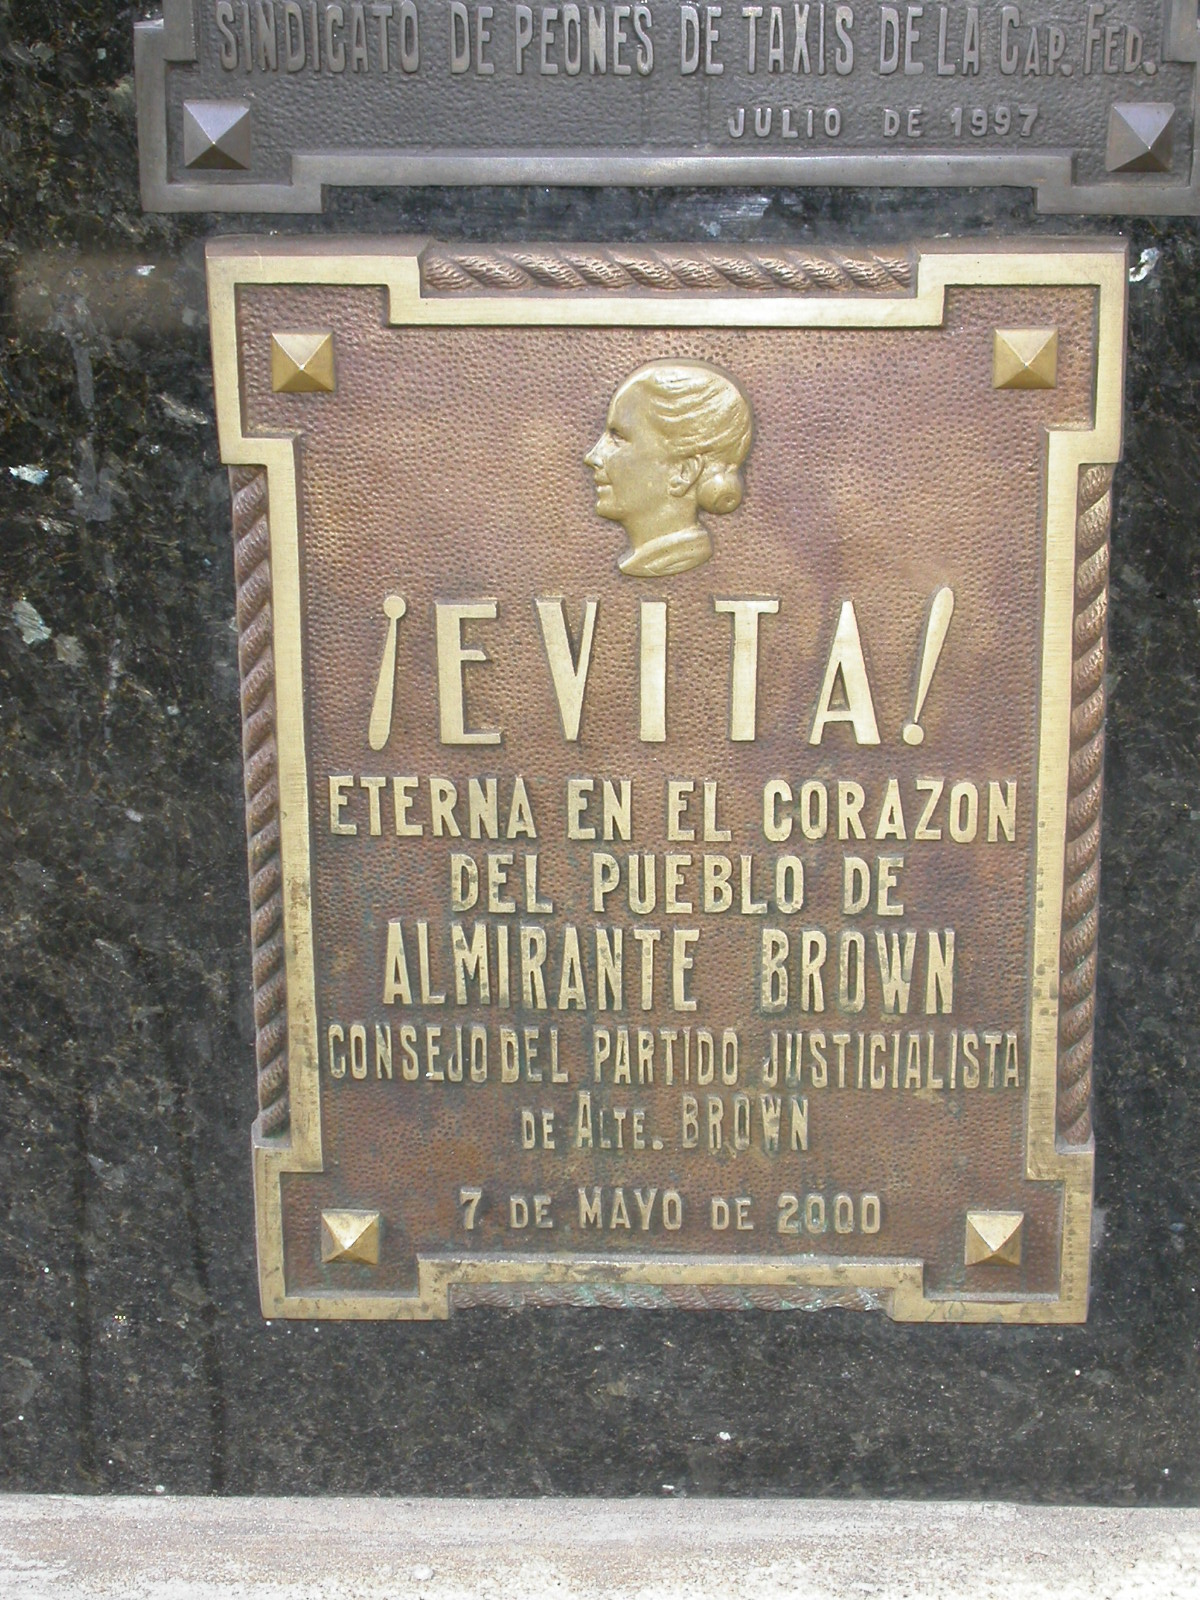 SINDICATO DE PEONES DE TAXIS DE LA CAP. FED.
JULIO DE 1997
¡EVITA!
ETERNA EN EL CORAZON
DEL PUEBLO DE
ALMIRANTE BROWN
CONSEJO DEL PARTIDO JUSTICIALISTA
DE ALTE. BROWN
7 DE MAYO DE 2000